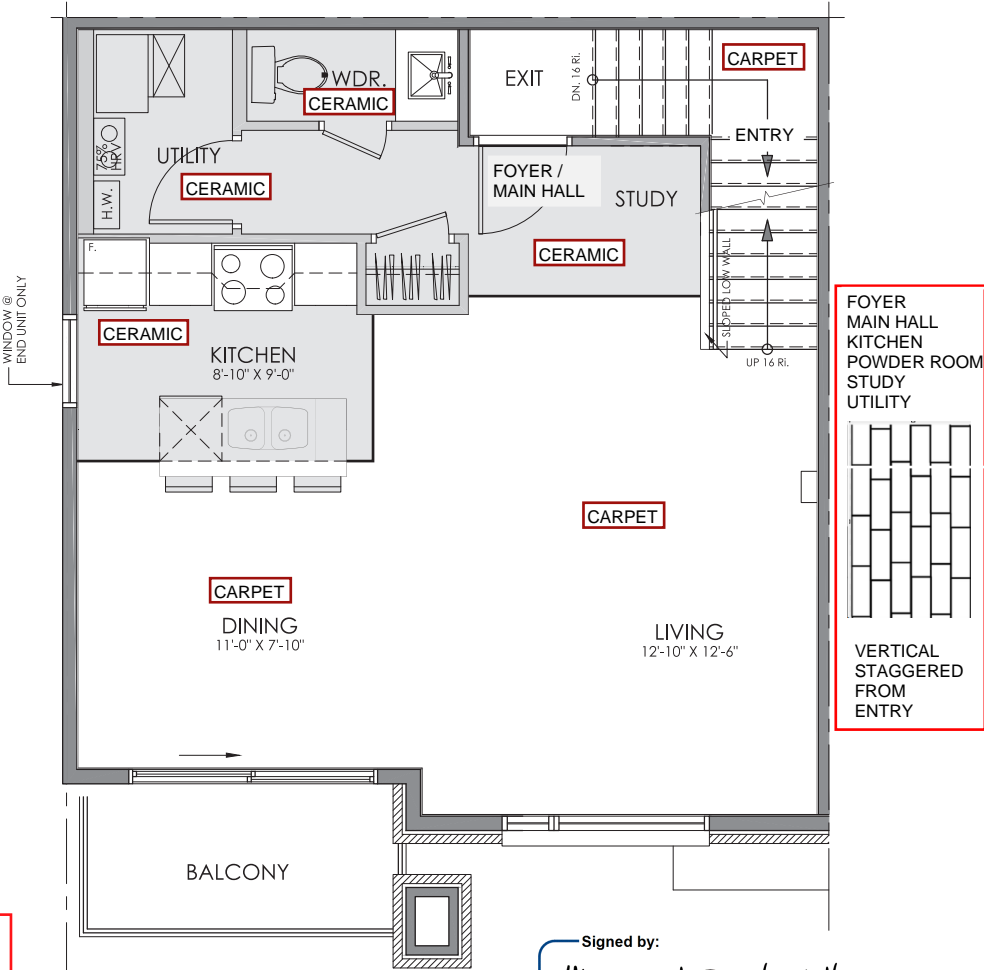 CARPET
WDR.
EXIT
DN. 16 Ri.
CERAMIC
ENTRY
75%
HRV
UTILITY
FOYER /
MAIN HALL
CERAMIC
H.W.
STUDY
F.
CERAMIC
SLOPED LOW WALL
WINDOW @
END UNIT ONLY
CERAMIC
KITCHEN
8'-10" X 9'-0"
UP 16 Ri.
FOYER
MAIN HALL
KITCHEN
POWDER ROOM
STUDY
UTILITY
CARPET
CARPET
DINING
11'-0" X 7'-10"
LIVING
12'-10" X 12'-6"
VERTICAL
STAGGERED
FROM
ENTRY
BALCONY
Signed by: